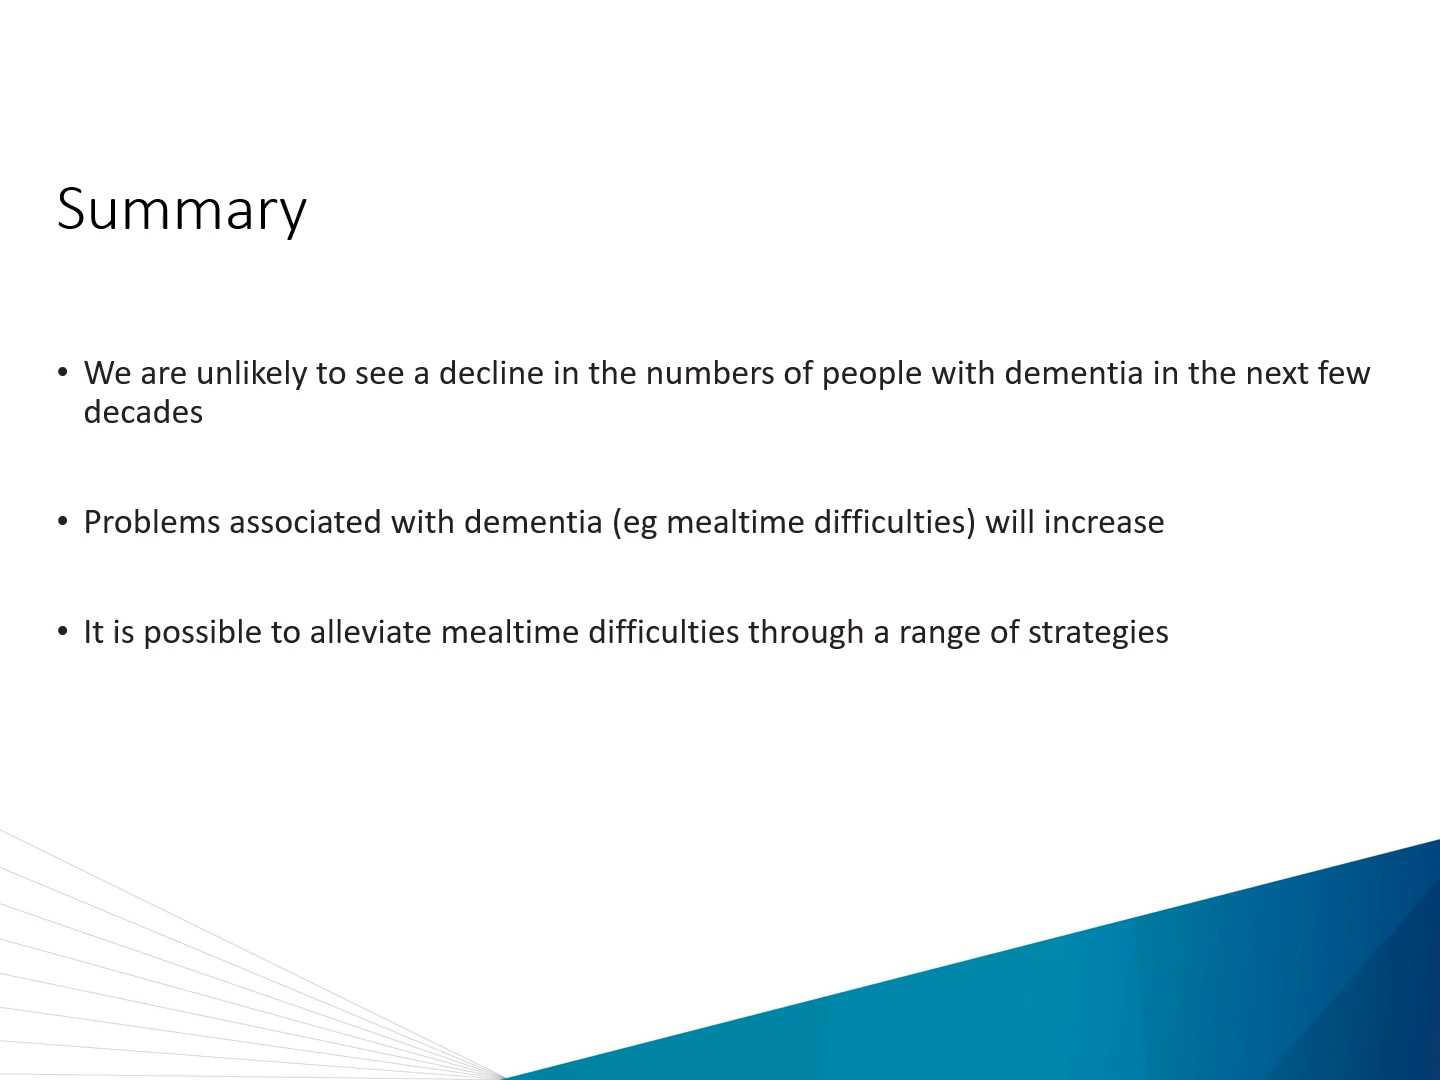 Summary
• We are unlikely to see a decline in the numbers of people with dementia in the next few
decades
• Problems associated with dementia (eg mealtime difficulties) will increase
• It is possible to alleviate mealtime difficulties through a range of strategies